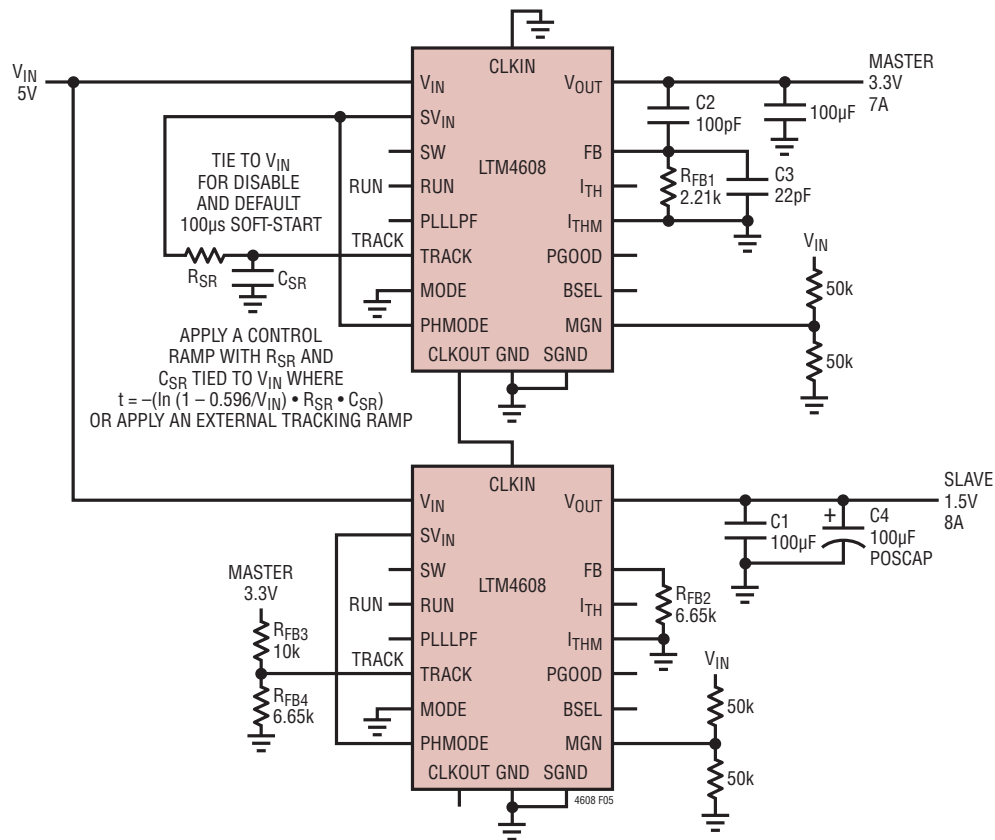 CLKIN
VIN
5V
VIN
SVIN
SW
RUN
RUN
PLLLPF
TRACK
TRACK
MODE
PHMODE
CLKOUT GND SGND
LTM4608
VOUT
FB
ITH
ITHM
PGOOD
BSEL
MGN
MASTER
3.3V
7A
C2
100pF
100µF
RFB1
2.21k
C3
22pF
VIN
50k
50k
TIE TO VIN
FOR DISABLE
AND DEFAULT
100µs SOFT-START
RSR
CSR
APPLY A CONTROL
RAMP WITH RSR AND
CSR TIED TO VIN WHERE
t = –(ln (1 – 0.596/VIN) • RSR • CSR)
OR APPLY AN EXTERNAL TRACKING RAMP
CLKIN
VIN
SVIN
SW
RUN
RUN
PLLLPF
TRACK
TRACK
MODE
PHMODE
CLKOUT GND SGND
LTM4608
VOUT
FB
ITH
ITHM
PGOOD
BSEL
MGN
SLAVE
1.5V
8A
C1
100µF
+
C4
100µF
POSCAP
RFB2
6.65k
VIN
50k
50k
MASTER
3.3V
RFB3
10k
RFB4
6.65k
4608 F05